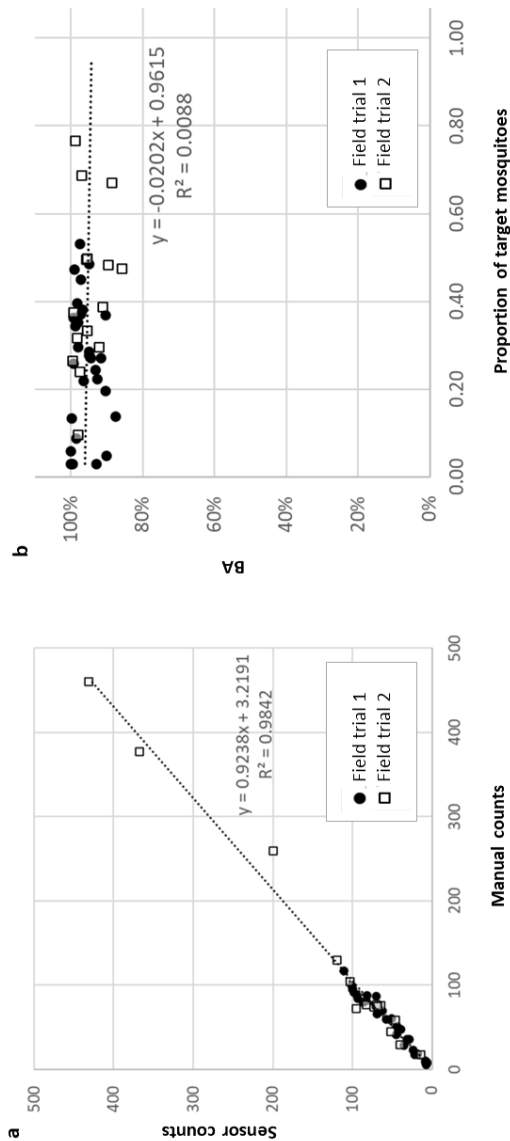 a
Sensor counts
500
400
300
200
100
0
y = 0.9238x + 3.2191
R² = 0.9842
Field trial 1
Field trial 2
0
100
200
300
400
500
Manual counts
b
BA
100%
80%
60%
40%
20%
0%
y = -0.0202x + 0.9615
R² = 0.0088
Field trial 1
Field trial 2
0.00
0.20
0.40
0.60
0.80
1.00
Proportion of target mosquitoes